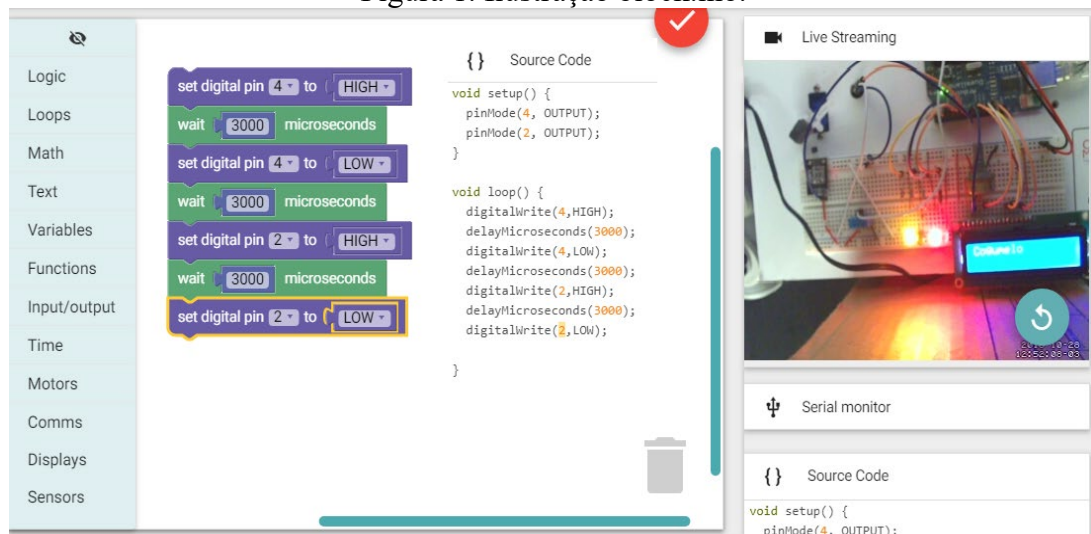 Logic
Loops
Math
Text
Variables
Functions
Input/output
Time
Motors
Comms
Displays
Sensors
set digital pin 4 to HIGH
wait 3000 microseconds
set digital pin 4 to LOW
wait 3000 microseconds
set digital pin 2 to HIGH
wait 3000 microseconds
set digital pin 2 to LOW
{} Source Code
void setup() {
pinMode(4, OUTPUT);
pinMode(2, OUTPUT);
}
void loop() {
digitalWrite(4,HIGH);
delayMicroseconds(3000);
digitalWrite(4,LOW);
delayMicroseconds(3000);
digitalWrite(2,HIGH);
delayMicroseconds(3000);
digitalWrite(2,LOW);
}
Live Streaming
12:52:08-03
Serial monitor
{} Source Code
void setup() {
pinMode(4, OUTPUT);